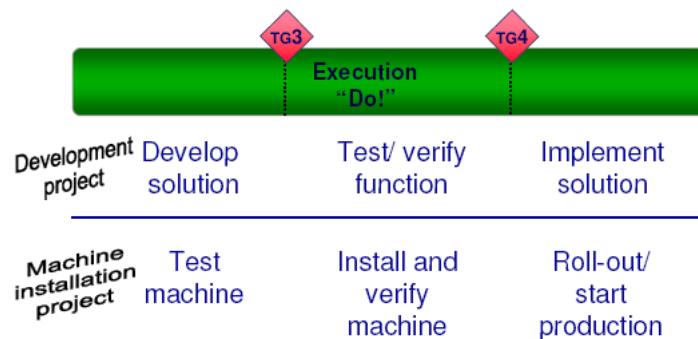 TG3
TG4
Execution
“Do!”
Development
project
Develop
solution
Test/ verify
function
Implement
solution
Machine
installation
project
Test
machine
Install and
verify
machine
Roll-out/
start
production